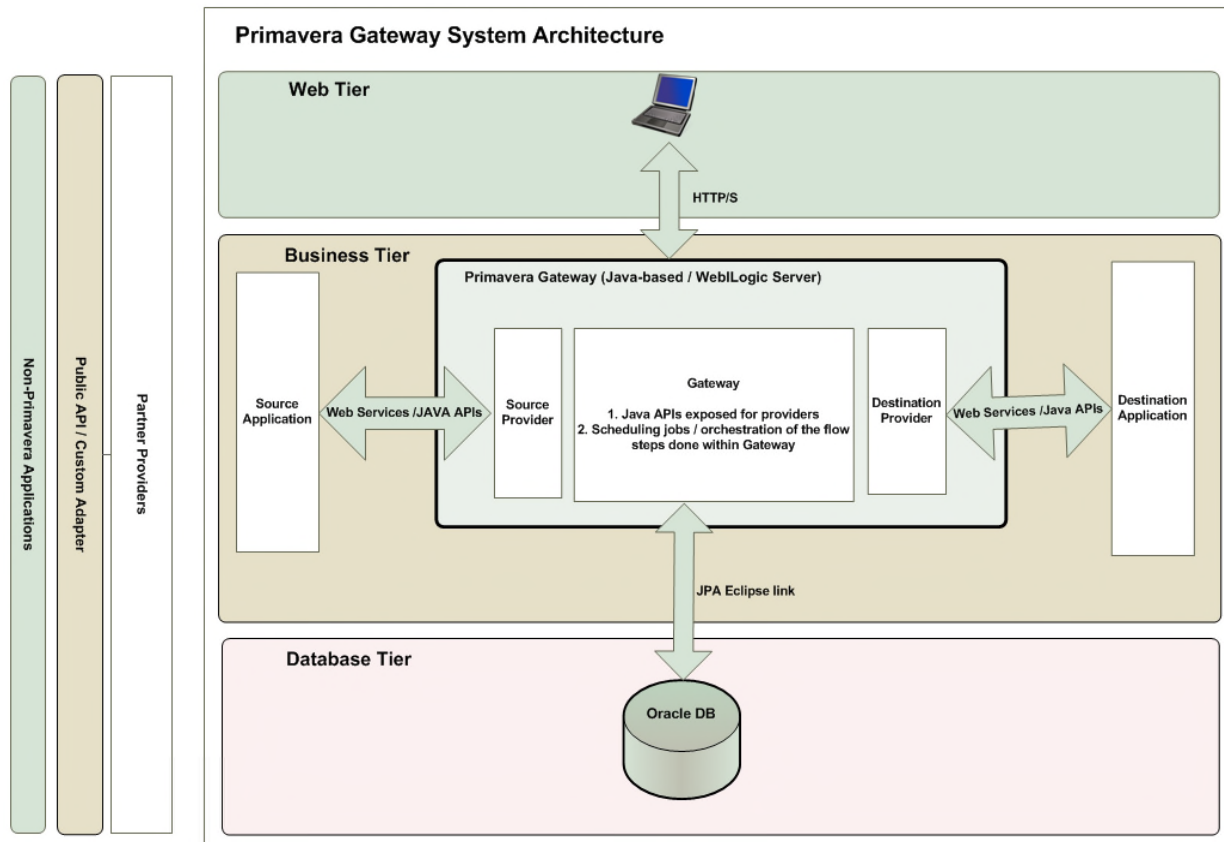 Primavera Gateway System Architecture
Non-Primavera Applications
Public API / Custom Adapter
Partner Providers
Web Tier
HTTP/S
Business Tier
Primavera Gateway (Java-based / WeblLogic Server)
Source
Application
Web Services /JAVA APIs
Source
Provider
Gateway
1. Java APIs exposed for providers
2. Scheduling jobs / orchestration of the flow
steps done within Gateway
Destination
Provider
Web Services /Java APIs
Destination
Application
JPA Eclipse link
Database Tier
Oracle DB